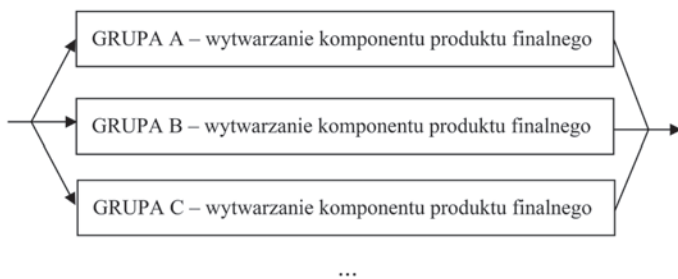 GRUPA A – wytwarzanie komponentu produktu finalnego
GRUPA B – wytwarzanie komponentu produktu finalnego
GRUPA C – wytwarzanie komponentu produktu finalnego
...